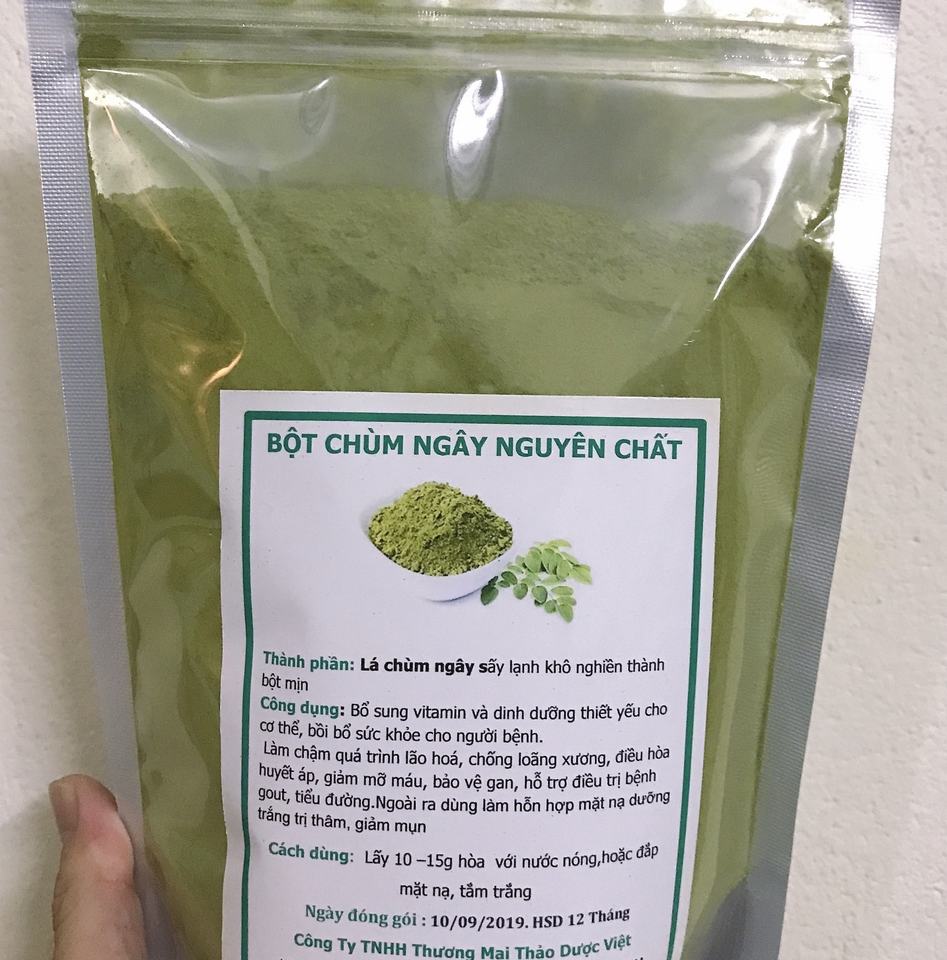 BỘT CHÙM NGÂY NGUYÊN CHẤT
Thành phần: Lá chùm ngây sấy lạnh khô nghiền thành
bột mịn
Công dụng: Bổ sung vitamin và dinh dưỡng thiết yếu cho
cơ thể, bồi bổ sức khỏe cho người bệnh.
Làm chậm quá trình lão hoá, chống loãng xương, điều hòa
huyết áp, giảm mỡ máu, bảo vệ gan, hỗ trợ điều trị bệnh
gout, tiểu đường.Ngoài ra dùng làm hỗn hợp mặt nạ dưỡng
trắng trị thâm, giảm mụn
Cách dùng: Lấy 10 –15g hòa với nước nóng,hoặc đắp
mặt nạ, tắm trắng
Ngày đóng gói : 10/09/2019. HSD 12 Tháng
Công Ty TNHH Thương Mại Thảo Dược Việt